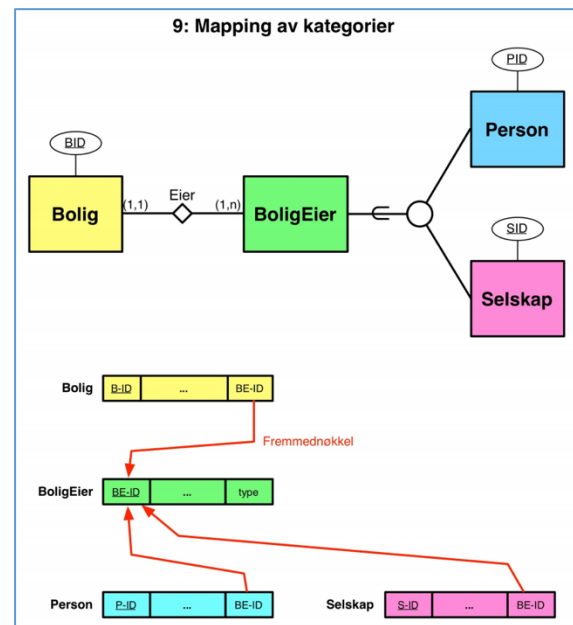 9: Mapping av kategorier
PID
Person
BID
Bolig
(1,1)
Eier
(1,n)
BoligEier
SID
Selskap
Bolig B-ID ... BE-ID
Fremmednøkkel
BoligEier BE-ID ... type
Person P-ID ... BE-ID Selskap S-ID ... BE-ID